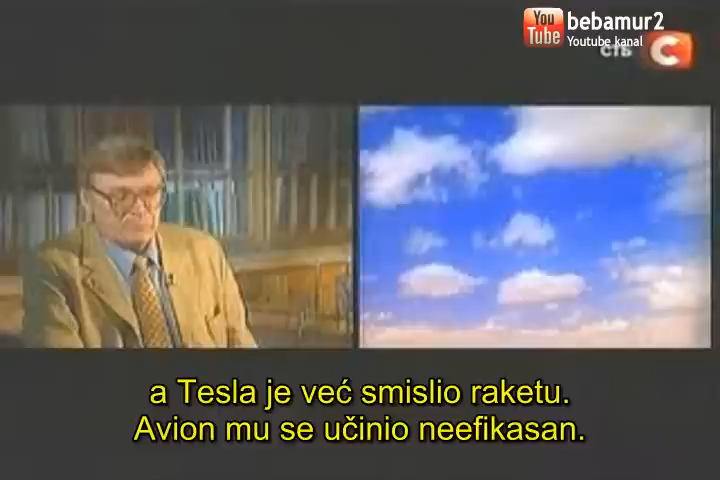 You
Tube
bebamur2
Youtube kanal
СТБ
a Tesla je već smislio raketu.
Avion mu se učinio neefikasan.